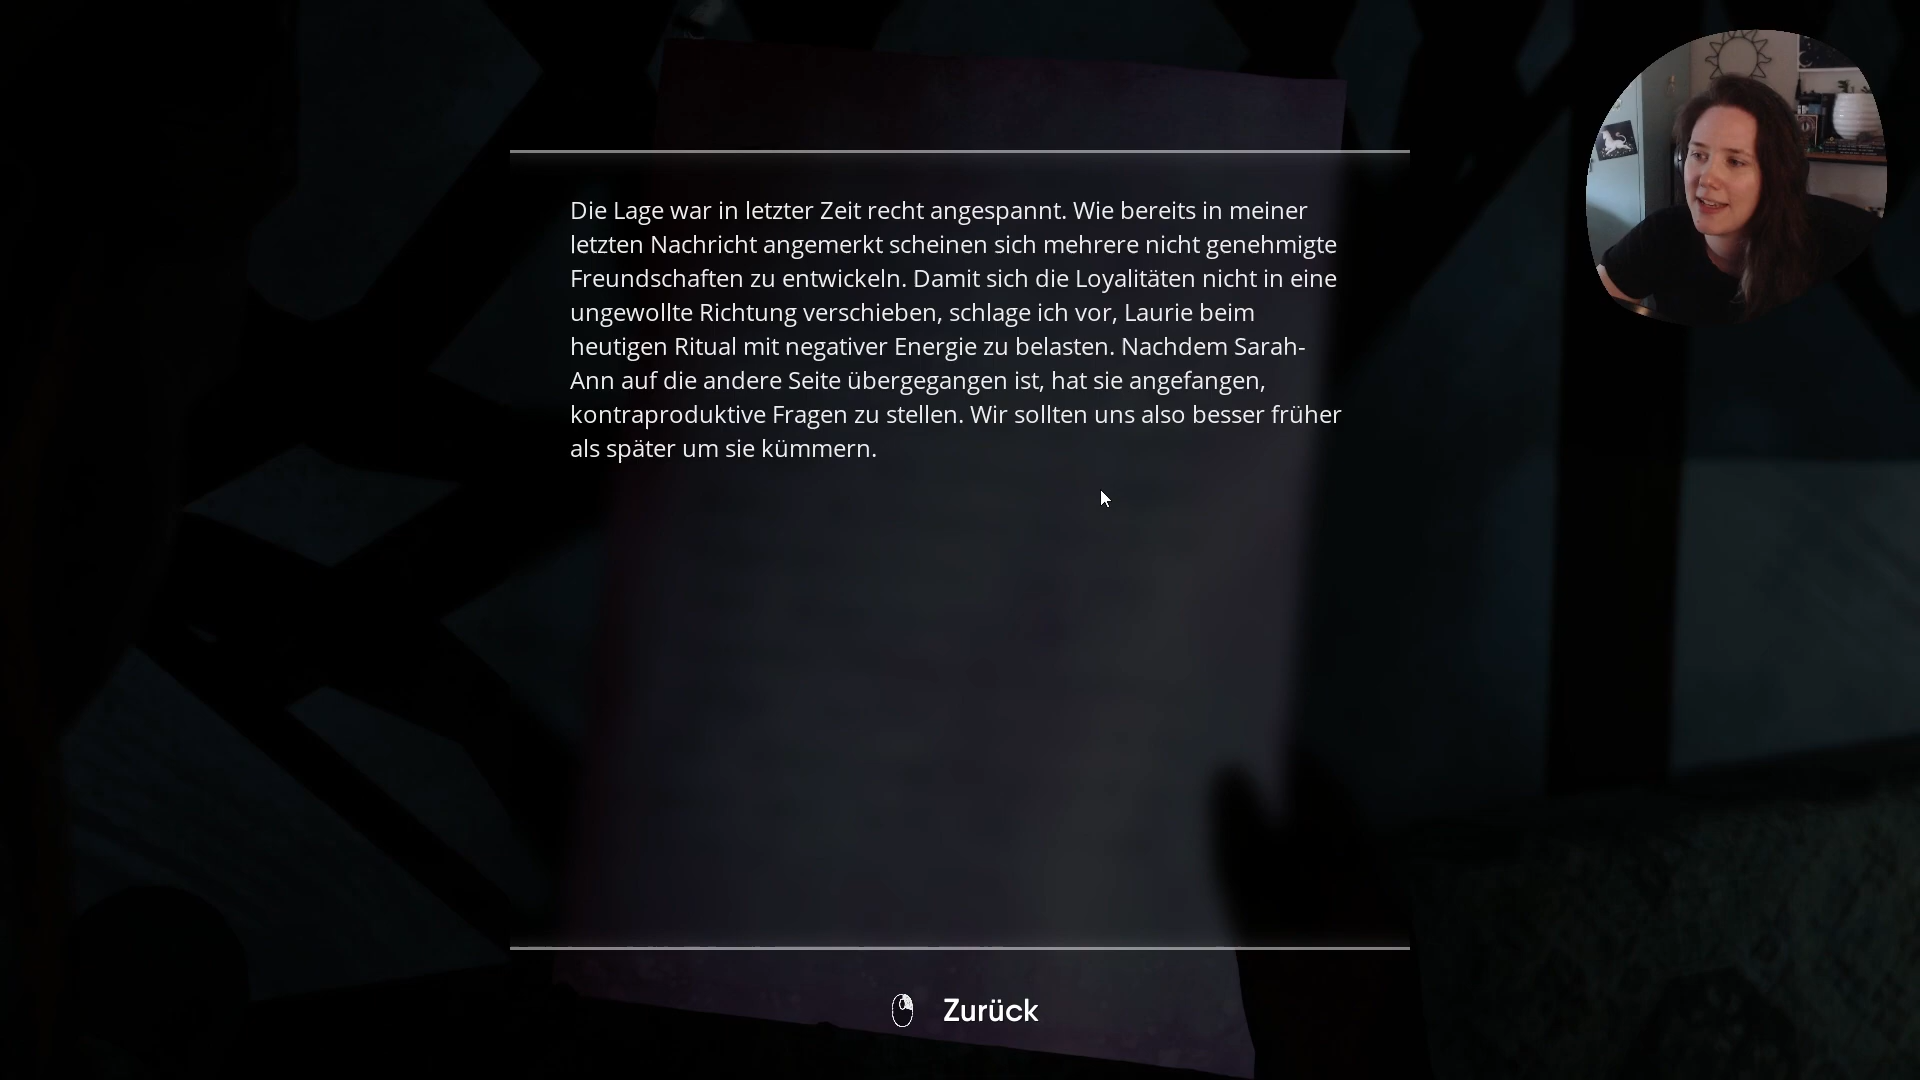 Die Lage war in letzter Zeit recht angespannt. Wie bereits in meiner
letzten Nachricht angemerkt scheinen sich mehrere nicht genehmigte
Freundschaften zu entwickeln. Damit sich die Loyalitäten nicht in eine
ungewollte Richtung verschieben, schlage ich vor, Laurie beim
heutigen Ritual mit negativer Energie zu belasten. Nachdem Sarah-
Ann auf die andere Seite übergegangen ist, hat sie angefangen,
kontraproduktive Fragen zu stellen. Wir sollten uns also besser früher
als später um sie kümmern.
Zurück